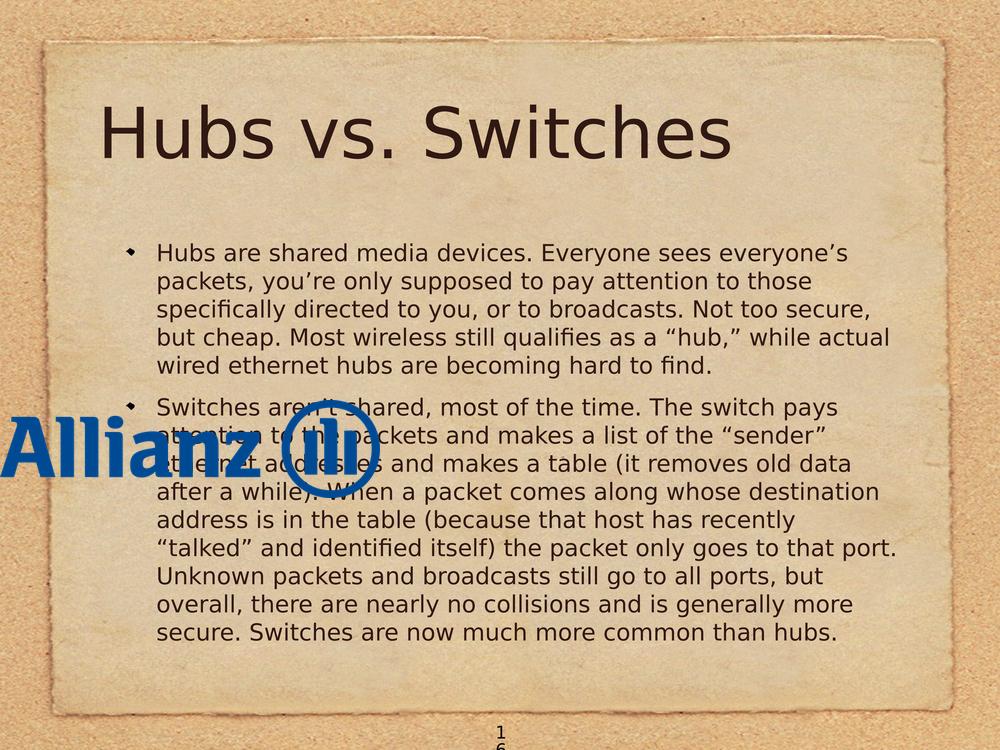 Hubs vs. Switches
Hubs are shared media devices. Everyone sees everyone’s
packets, you’re only supposed to pay attention to those
specifically directed to you, or to broadcasts. Not too secure,
but cheap. Most wireless still qualifies as a “hub,” while actual
wired ethernet hubs are becoming hard to find.
Switches aren’t shared, most of the time. The switch pays
attention to the packets and makes a list of the “sender”
ethernet addresses and makes a table (it removes old data
after a while). When a packet comes along whose destination
address is in the table (because that host has recently
“talked” and identified itself) the packet only goes to that port.
Unknown packets and broadcasts still go to all ports, but
overall, there are nearly no collisions and is generally more
secure. Switches are now much more common than hubs.
Allianz
1
6